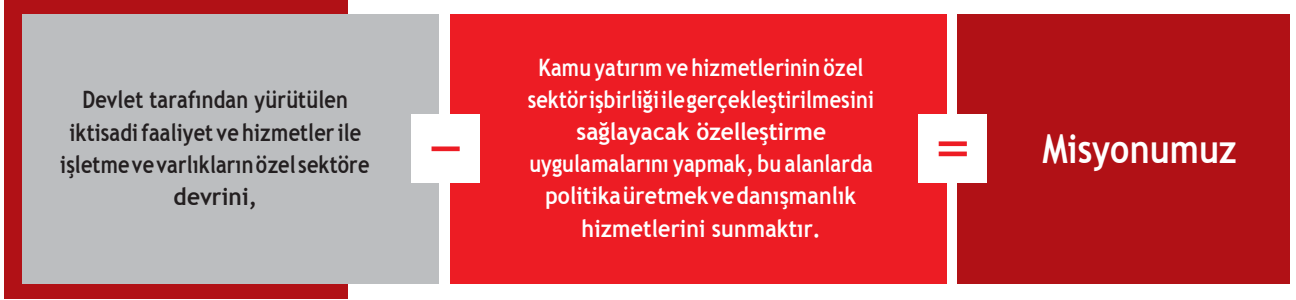 Devlet tarafından yürütülen
iktisadi faaliyet ve hizmetler ile
işletme ve varlıkların özel sektöre
devrini,
–
Kamu yatırım ve hizmetlerinin özel
sektör işbirliği ile gerçekleştirilmesini
sağlayacak özelleştirme
uygulamalarını yapmak, bu alanlarda
politika üretmek ve danışmanlık
hizmetlerini sunmaktır.
=
Misyonumuz